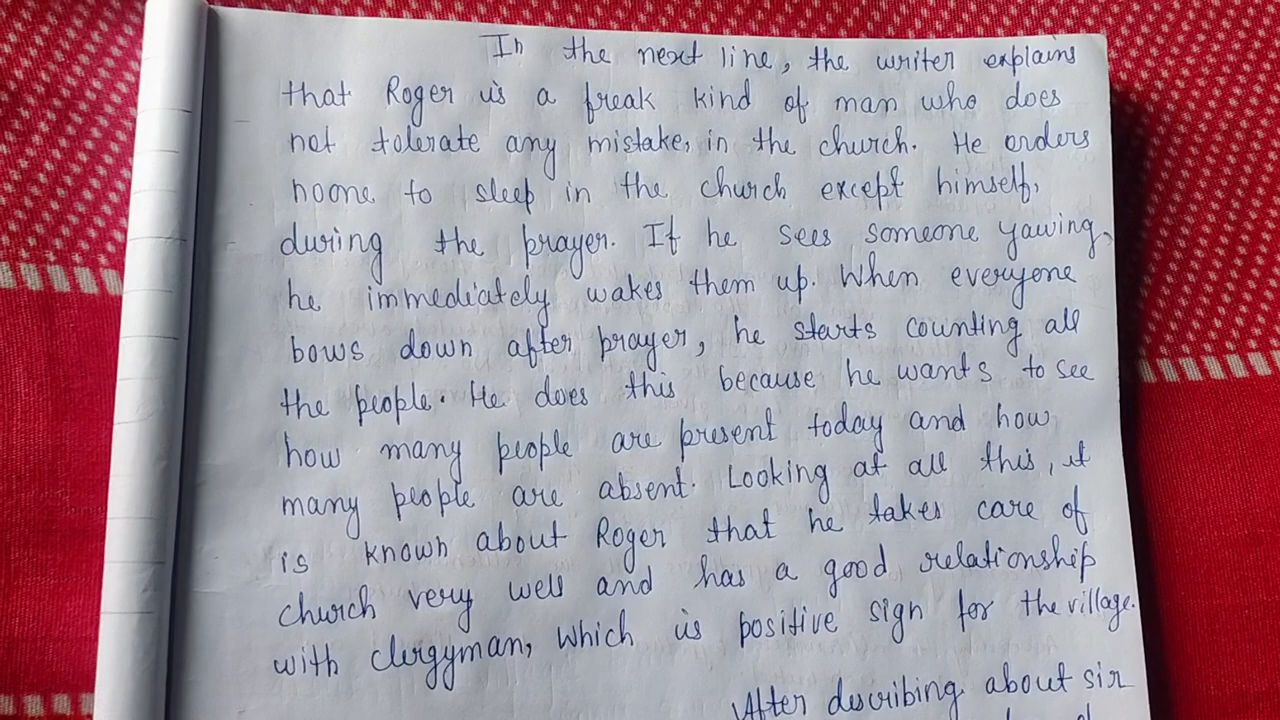 In the next line, the writer explains
that Roger is a freak kind of man who does
not tolerate any mistake, in the church. He orders
noone to sleep in the church except himself,
during the prayer. If he sees someone yawing,
he immediately wakes them up. When everyone
bows down after prayer, he starts counting all
the people. He does this because he wants to see
how many people are present today and how
many people are absent. Looking at all this, it
is known about Roger that he takes care of
church very well and has a good relationship
with clergyman, which is positive sign for the village.
After describing about sir